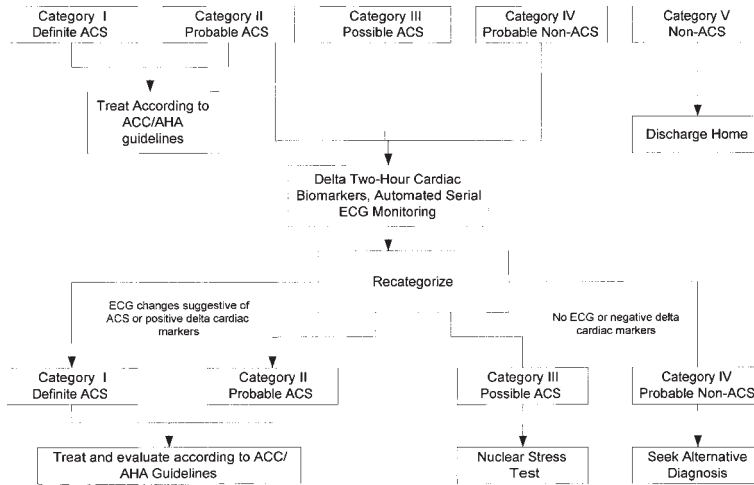 Category I
Definite ACS
Category II
Probable ACS
Category III
Possible ACS
Category IV
Probable Non-ACS
Category V
Non-ACS
Treat According to
ACC/AHA
guidelines
Discharge Home
Delta Two-Hour Cardiac
Biomarkers, Automated Serial
ECG Monitoring
Recategorize
ECG changes suggestive of
ACS or positive delta cardiac
markers
No ECG or negative delta
cardiac markers
Category I
Definite ACS
Category II
Probable ACS
Category III
Possible ACS
Category IV
Probable Non-ACS
Treat and evaluate according to ACC/
AHA Guidelines
Nuclear Stress
Test
Seek Alternative
Diagnosis